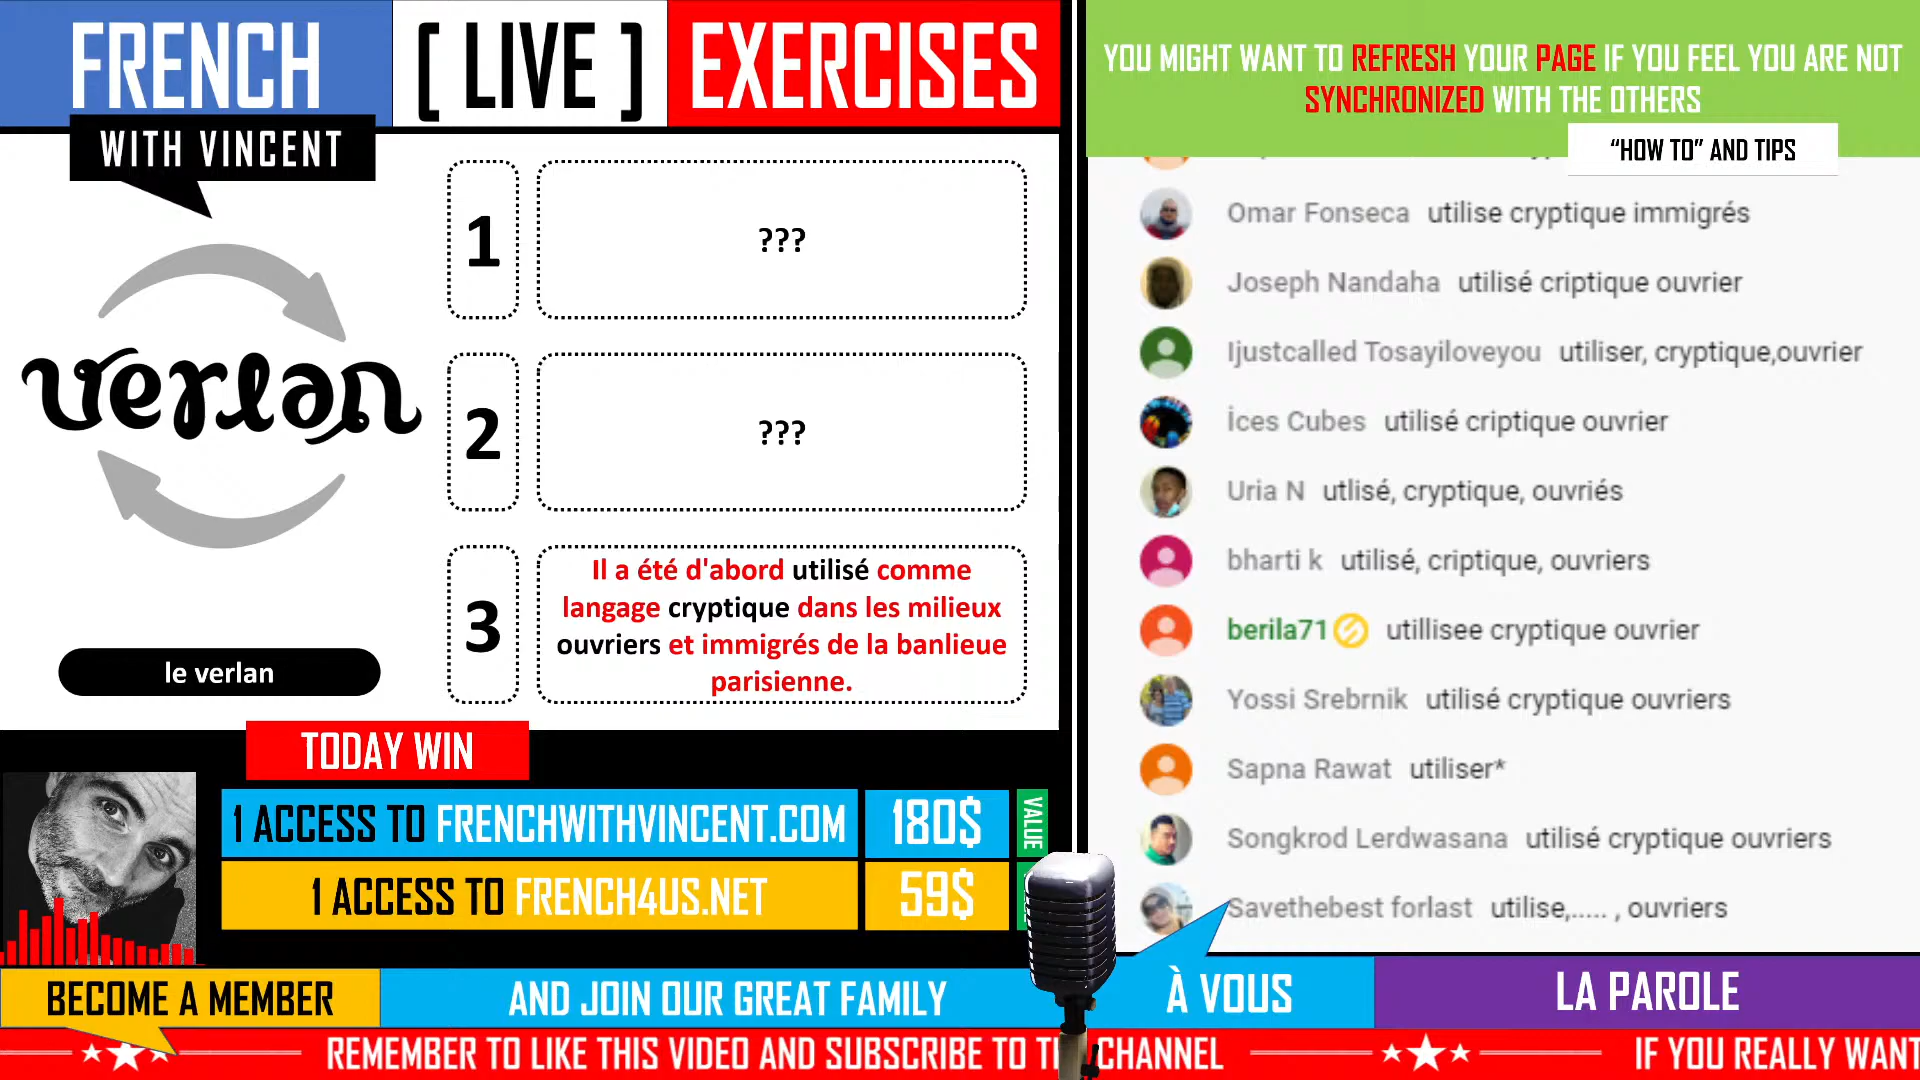 FRENCH
[ LIVE ]
EXERCISES
WITH VINCENT
verlan
le verlan
1
???
2
???
3
Il a été d'abord utilisé comme
langage cryptique dans les milieux
ouvriers et immigrés de la banlieue
parisienne.
TODAY WIN
1 ACCESS TO FRENCHWITHVINCENT.COM
180$
VALUE
1 ACCESS TO FRENCH4US.NET
59$
YOU MIGHT WANT TO REFRESH YOUR PAGE IF YOU FEEL YOU ARE NOT
SYNCHRONIZED WITH THE OTHERS
“HOW TO” AND TIPS
Omar Fonseca utilise cryptique immigrés
Joseph Nandaha utilisé criptique ouvrier
Ijustcalled Tosayiloveyou utiliser, cryptique,ouvrier
İces Cubes utilisé criptique ouvrier
Uria N utlisé, cryptique, ouvriés
bharti k utilisé, criptique, ouvriers
berila71 utillisee cryptique ouvrier
Yossi Srebrnik utilisé cryptique ouvriers
Sapna Rawat utiliser*
Songkrod Lerdwasana utilisé cryptique ouvriers
Savethebest forlast utilise,..... , ouvriers
BECOME A MEMBER
AND JOIN OUR GREAT FAMILY
À VOUS
LA PAROLE
REMEMBER TO LIKE THIS VIDEO AND SUBSCRIBE TO CHANNEL
IF YOU REALLY WANT